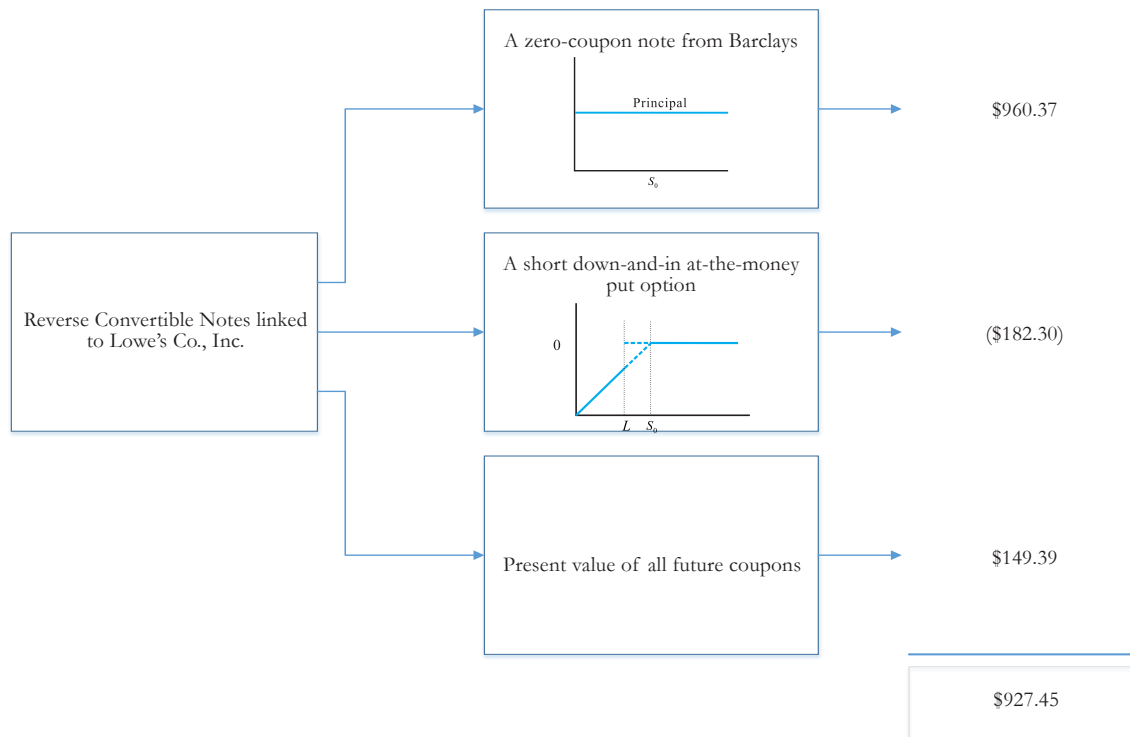 A zero-coupon note from Barclays
Principal
S₀
$960.37
Reverse Convertible Notes linked
to Lowe's Co., Inc.
A short down-and-in at-the-money
put option
0
L S₀
($182.30)
Present value of all future coupons
$149.39
$927.45